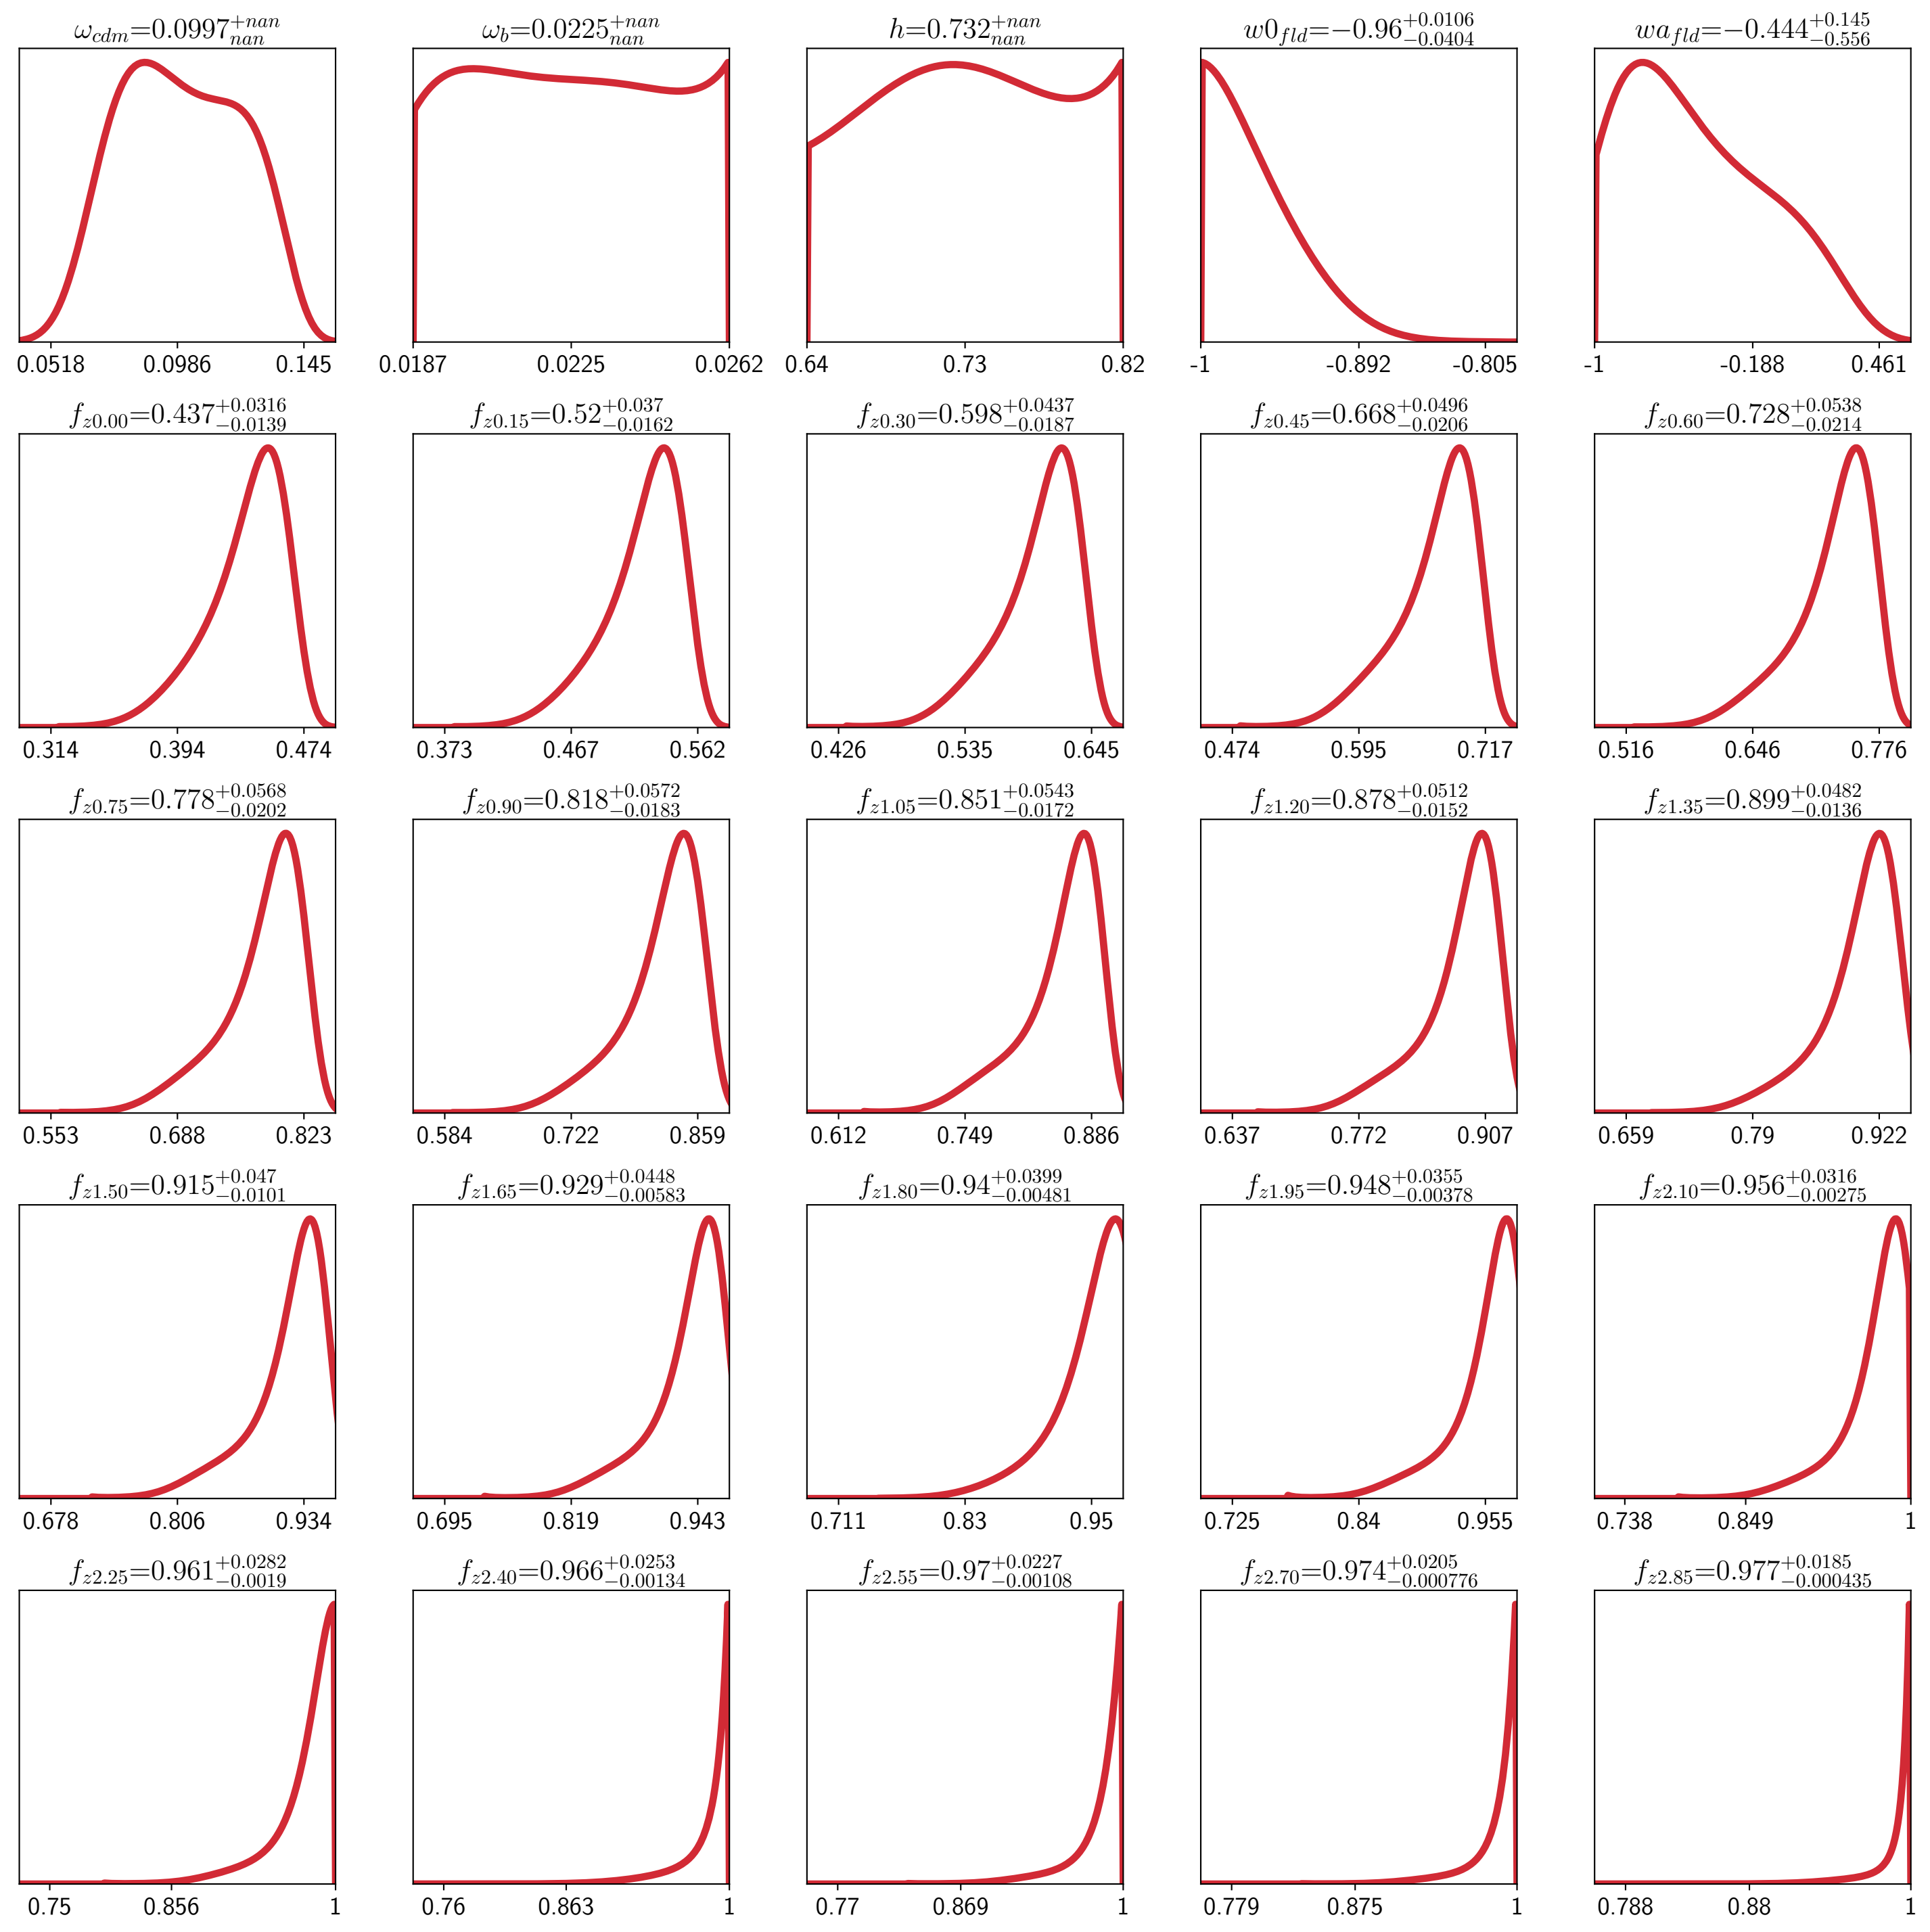 ω_cdm=0.0997^{+nan}_{nan} ω_b=0.0225^{+nan}_{nan} h=0.732^{+nan}_{nan} w0_fld=−0.96^{+0.0106}_{−0.0404} wa_fld=−0.444^{+0.145}_{−0.556}
0.0518 0.0986 0.145 0.0187 0.0225 0.0262 0.64 0.73 0.82 -1 -0.892 -0.805 -1 -0.188 0.461
f_z0.00=0.437^{+0.0316}_{−0.0139} f_z0.15=0.52^{+0.037}_{−0.0162} f_z0.30=0.598^{+0.0437}_{−0.0187} f_z0.45=0.668^{+0.0496}_{−0.0206} f_z0.60=0.728^{+0.0538}_{−0.0214}
0.314 0.394 0.474 0.373 0.467 0.562 0.426 0.535 0.645 0.474 0.595 0.717 0.516 0.646 0.776
f_z0.75=0.778^{+0.0568}_{−0.0202} f_z0.90=0.818^{+0.0572}_{−0.0183} f_z1.05=0.851^{+0.0543}_{−0.0172} f_z1.20=0.878^{+0.0512}_{−0.0152} f_z1.35=0.899^{+0.0482}_{−0.0136}
0.553 0.688 0.823 0.584 0.722 0.859 0.612 0.749 0.886 0.637 0.772 0.907 0.659 0.79 0.922
f_z1.50=0.915^{+0.047}_{−0.0101} f_z1.65=0.929^{+0.0448}_{−0.00583} f_z1.80=0.94^{+0.0399}_{−0.00481} f_z1.95=0.948^{+0.0355}_{−0.00378} f_z2.10=0.956^{+0.0316}_{−0.00275}
0.678 0.806 0.934 0.695 0.819 0.943 0.711 0.83 0.95 0.725 0.84 0.955 0.738 0.849 1
f_z2.25=0.961^{+0.0282}_{−0.0019} f_z2.40=0.966^{+0.0253}_{−0.00134} f_z2.55=0.97^{+0.0227}_{−0.00108} f_z2.70=0.974^{+0.0205}_{−0.000776} f_z2.85=0.977^{+0.0185}_{−0.000435}
0.75 0.856 1 0.76 0.863 1 0.77 0.869 1 0.779 0.875 1 0.788 0.88 1